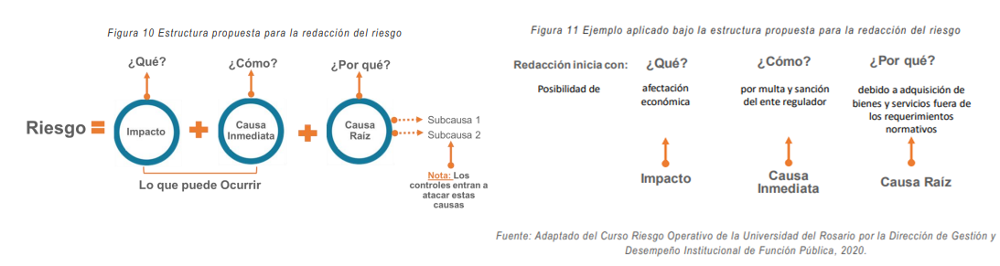 Figura 10 Estructura propuesta para la redacción del riesgo
¿Qué?
¿Cómo?
¿Por qué?
Riesgo
=
Impacto
+
Causa
Inmediata
+
Causa
Raíz
Subcausa 1
Subcausa 2
Lo que puede Ocurrir
Nota: Los
controles entran a
atacar estas
causas
Figura 11 Ejemplo aplicado bajo la estructura propuesta para la redacción del riesgo
Redacción inicia con:
¿Qué?
¿Cómo?
¿Por qué?
Posibilidad de
afectación
económica
por multa y sanción
del ente regulador
debido a adquisición de
bienes y servicios fuera de
los requerimientos
normativos
Impacto
Causa
Inmediata
Causa Raíz
Fuente: Adaptado del Curso Riesgo Operativo de la Universidad del Rosario por la Dirección de Gestión y
Desempeño Institucional de Función Pública, 2020.